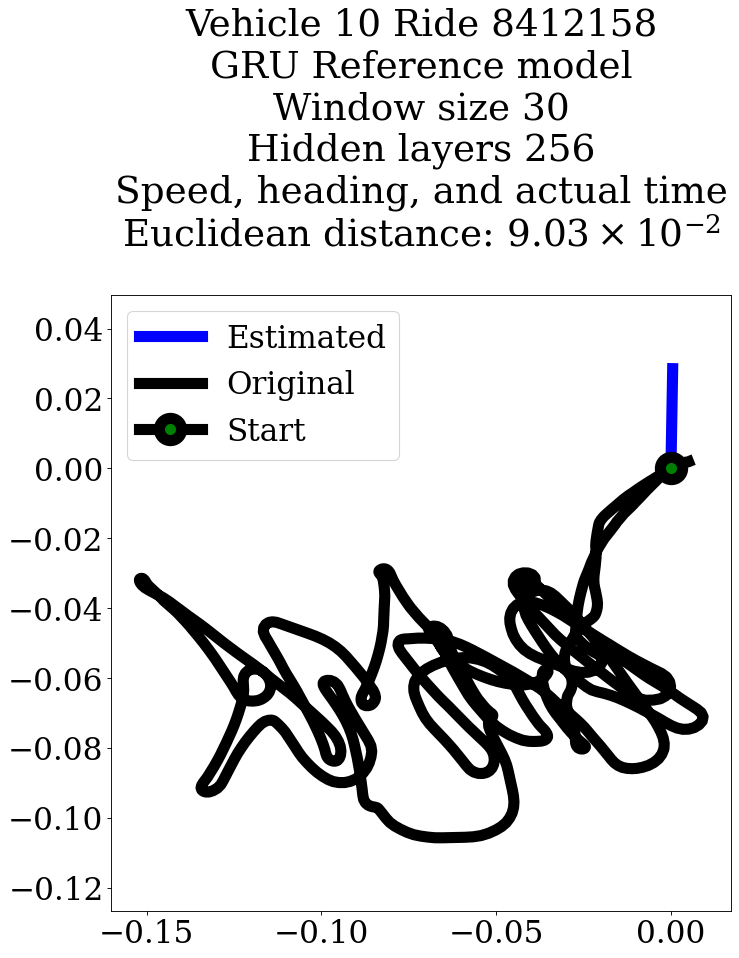 Vehicle 10 Ride 8412158
GRU Reference model
Window size 30
Hidden layers 256
Speed, heading, and actual time
Euclidean distance: 9.03 × 10⁻²
Estimated
Original
Start
0.04
0.02
0.00
−0.02
−0.04
−0.06
−0.08
−0.10
−0.12
−0.15 −0.10 −0.05 0.00